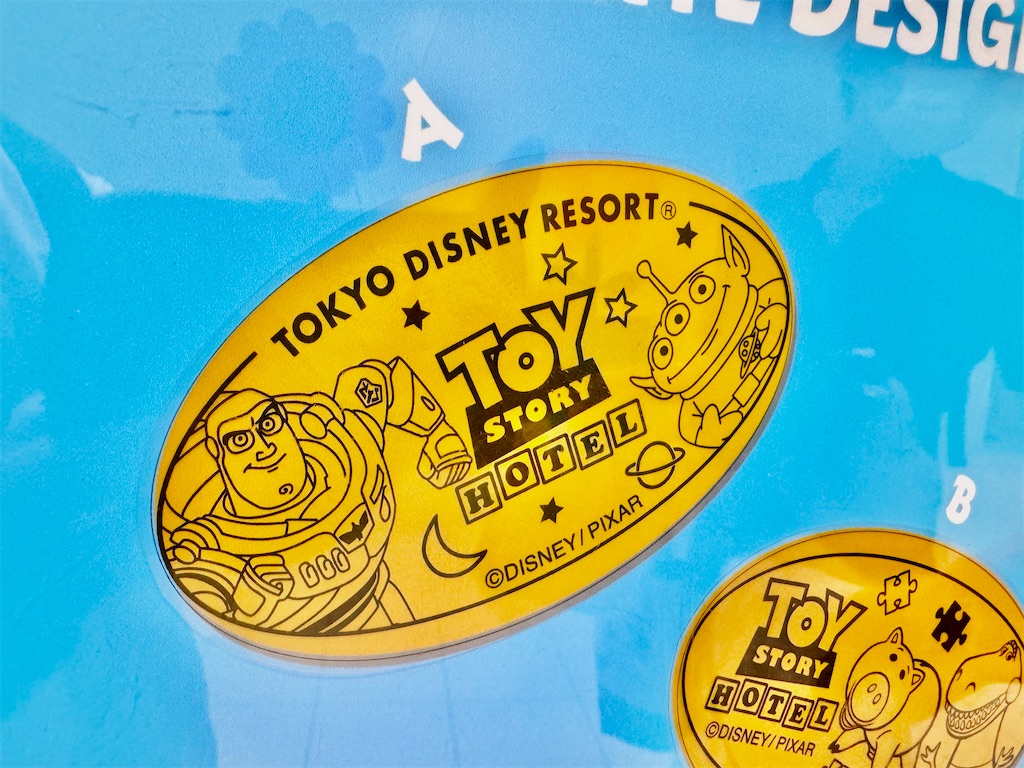 DESIG
A
TOKYO DISNEY RESORT®
TOY
STORY
HOTEL
©DISNEY/PIXAR
B
TOY
STORY
HOTEL
©DISNEY/PIXAR